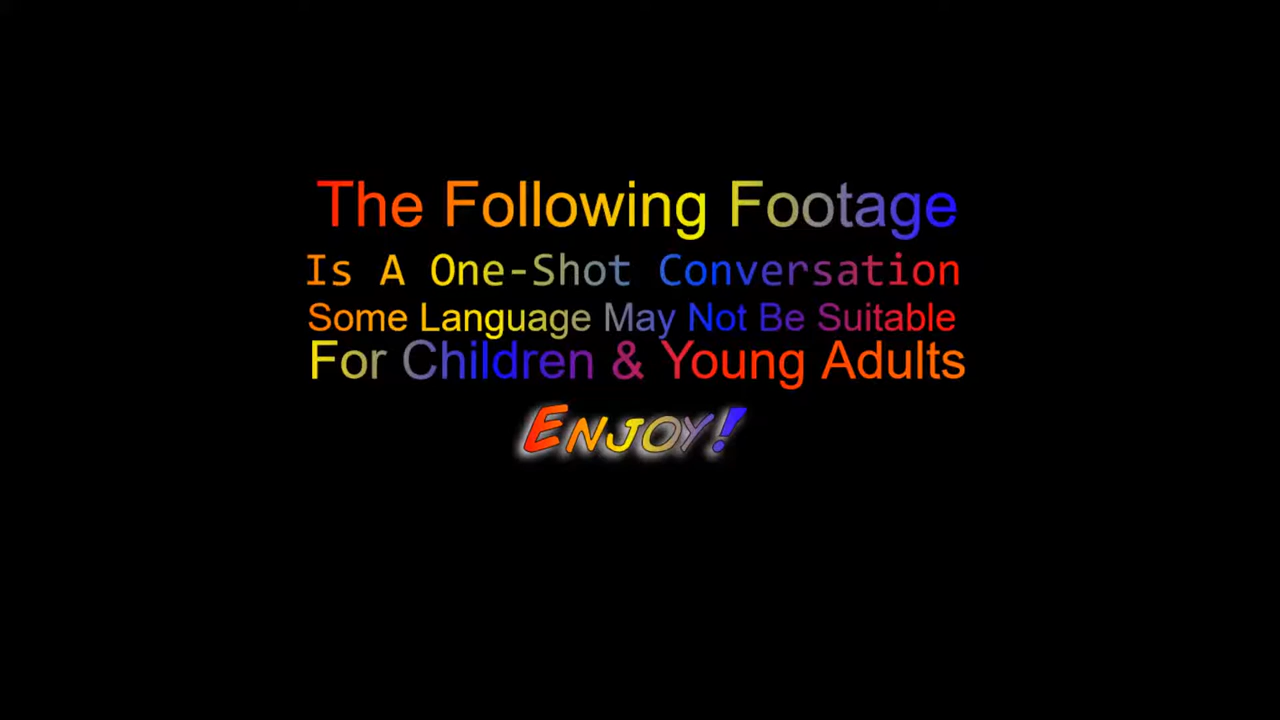 The Following Footage
Is A One-Shot Conversation
Some Language May Not Be Suitable
For Children & Young Adults
ENJOY!